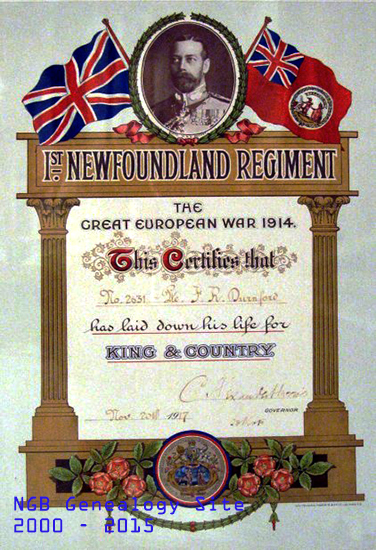 1ST NEWFOUNDLAND REGIMENT
THE
GREAT EUROPEAN WAR 1914.
This Certifies that
No. 2031 Pte. F. R. Durnford
has laid down his life for
KING & COUNTRY.
GOVERNOR
Nov. 20th 1917
NGB Genealogy Site
2000 - 2015